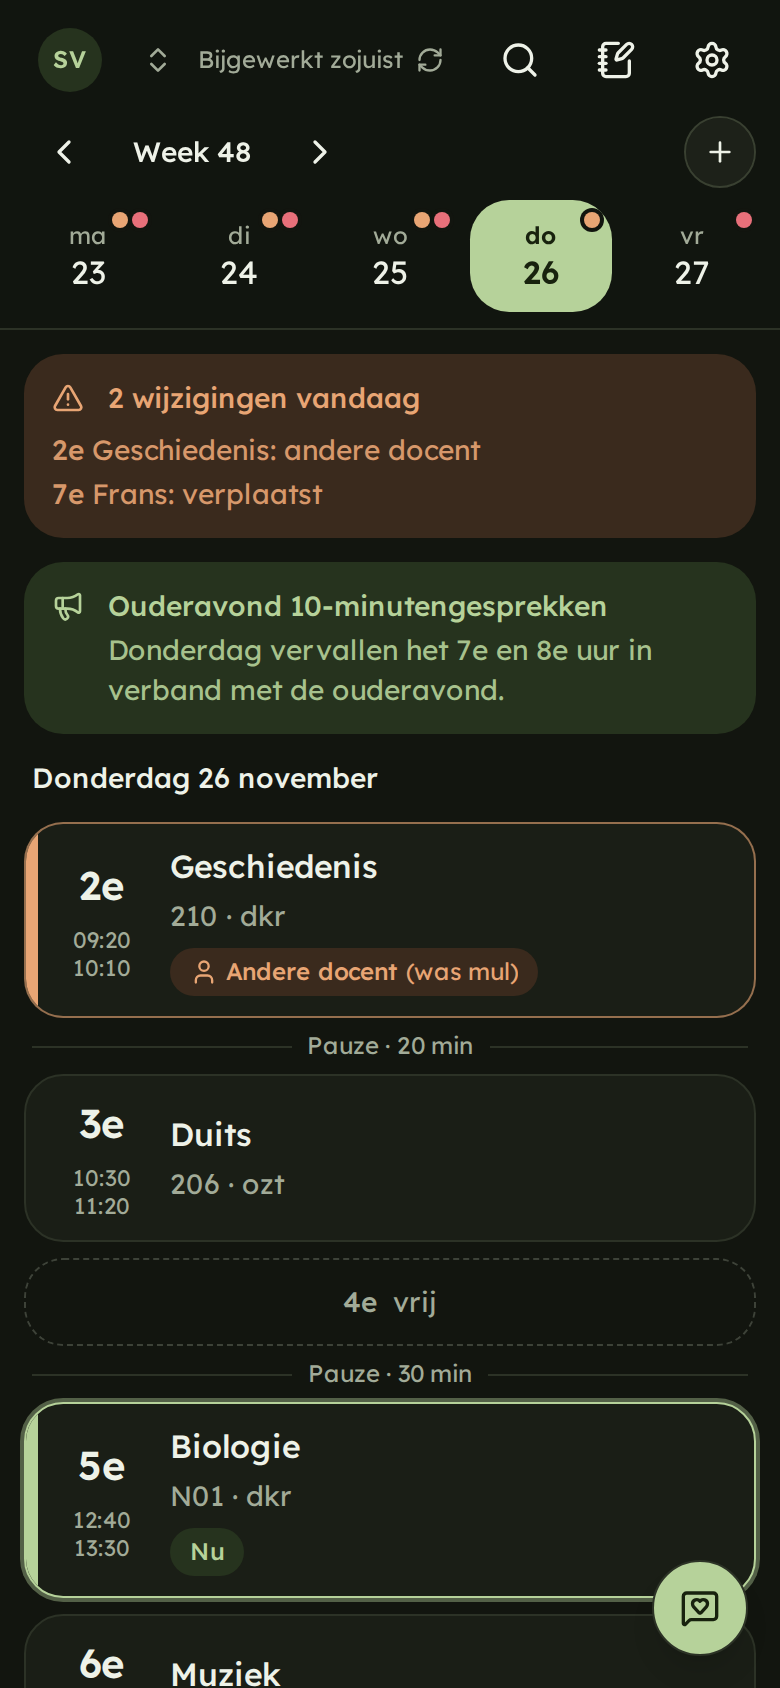 SV
Bijgewerkt zojuist
Week 48
ma
23
di
24
wo
25
do
26
vr
27
2 wijzigingen vandaag
2e Geschiedenis: andere docent
7e Frans: verplaatst
Ouderavond 10-minutengesprekken
Donderdag vervallen het 7e en 8e uur in
verband met de ouderavond.
Donderdag 26 november
2e
09:20
10:10
Geschiedenis
210 · dkr
Andere docent (was mul)
Pauze · 20 min
3e
10:30
11:20
Duits
206 · ozt
4e vrij
Pauze · 30 min
5e
12:40
13:30
Biologie
N01 · dkr
Nu
6e
Muziek